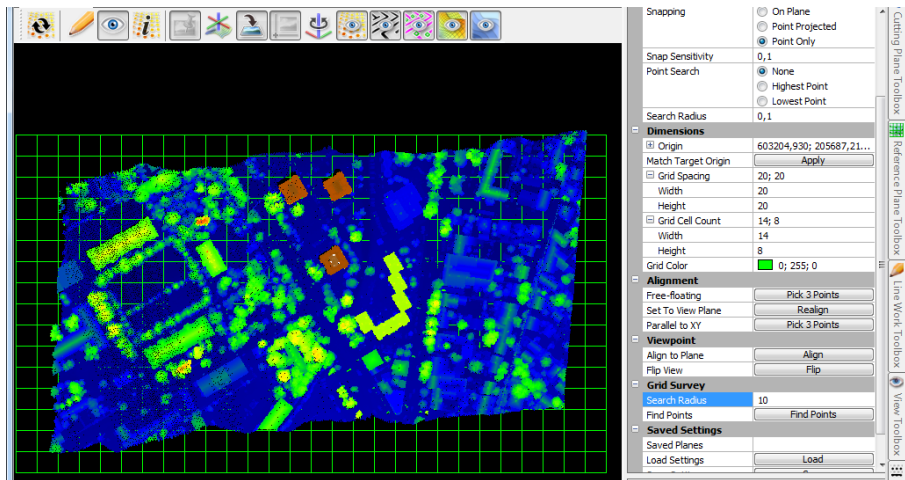 Snapping
On Plane
Point Projected
Point Only
Snap Sensitivity 0,1
Point Search None
Highest Point
Lowest Point
Search Radius 0,1
Dimensions
Origin 603204,930; 205687,21...
Match Target Origin Apply
Grid Spacing 20; 20
Width 20
Height 20
Grid Cell Count 14; 8
Width 14
Height 8
Grid Color 0; 255; 0
Alignment
Free-floating Pick 3 Points
Set To View Plane Realign
Parallel to XY Pick 3 Points
Viewpoint
Align to Plane Align
Flip View Flip
Grid Survey
Search Radius 10
Find Points Find Points
Saved Settings
Saved Planes
Load Settings Load
Cutting Plane Toolbox
Reference Plane Toolbox
Line Work Toolbox
View Toolbox